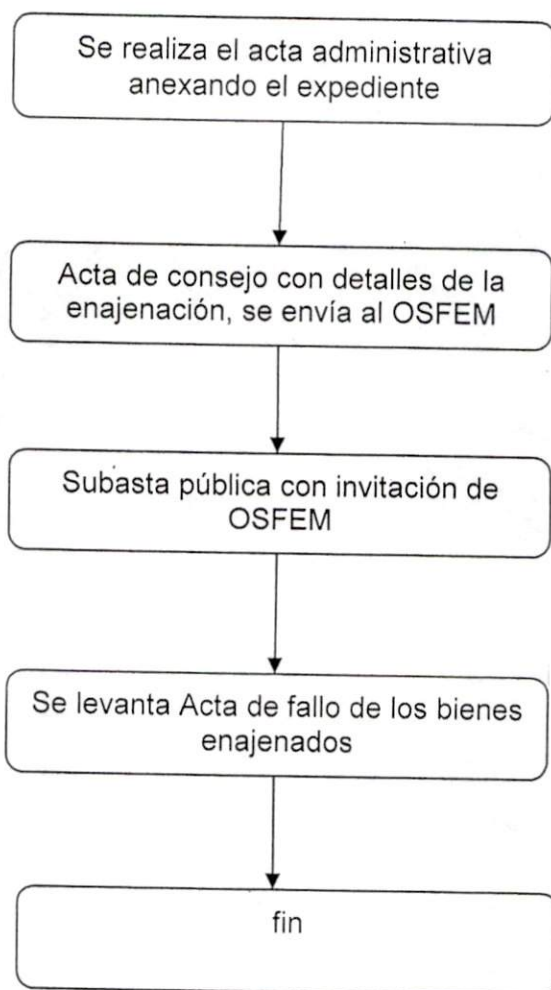 Se realiza el acta administrativa
anexando el expediente
Acta de consejo con detalles de la
enajenación, se envía al OSFEM
Subasta pública con invitación de
OSFEM
Se levanta Acta de fallo de los bienes
enajenados
fin